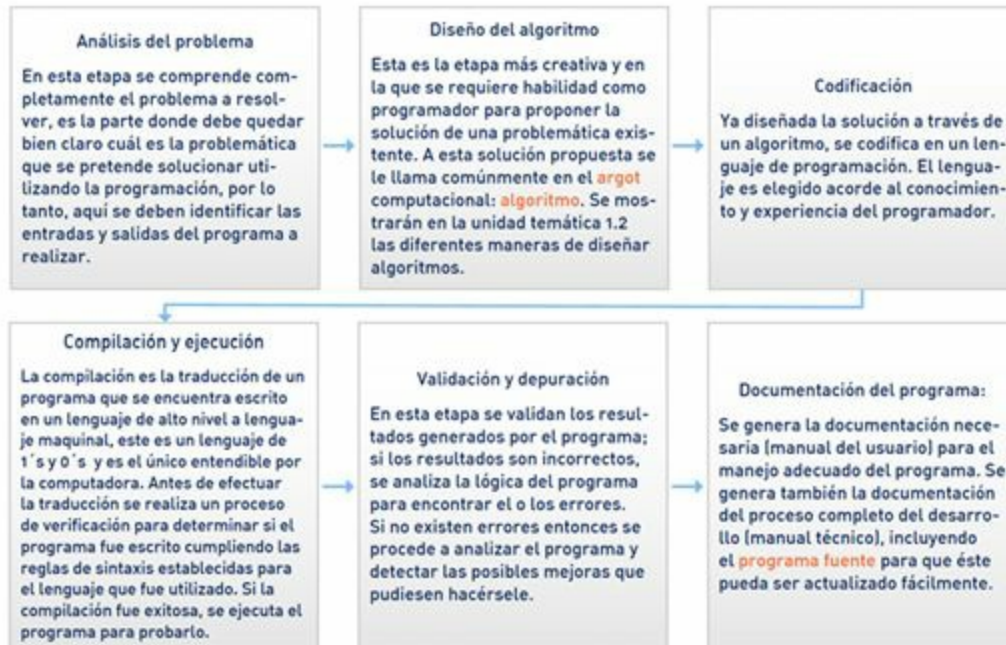 Análisis del problema
En esta etapa se comprende com-
pletamente el problema a resol-
ver, es la parte donde debe quedar
bien claro cuál es la problemática
que se pretende solucionar uti-
lizando la programación, por lo
tanto, aquí se deben identificar las
entradas y salidas del programa a
realizar.
Diseño del algoritmo
Esta es la etapa más creativa y en
la que se requiere habilidad como
programador para proponer la
solución de una problemática exis-
tente. A esta solución propuesta se
le llama comúnmente en el argot
computacional: algoritmo. Se mos-
trarán en la unidad temática 1.2
las diferentes maneras de diseñar
algoritmos.
Codificación
Ya diseñada la solución a través de
un algoritmo, se codifica en un len-
guaje de programación. El lengua-
je es elegido acorde al conocimien-
to y experiencia del programador.
Compilación y ejecución
La compilación es la traducción de un
programa que se encuentra escrito
en un lenguaje de alto nivel a lengua-
je maquinal, este es un lenguaje de
1´s y 0´s y es el único entendible por
la computadora. Antes de efectuar
la traducción se realiza un proceso
de verificación para determinar si el
programa fue escrito cumpliendo las
reglas de sintaxis establecidas para
el lenguaje que fue utilizado. Si la
compilación fue exitosa, se ejecuta el
programa para probarlo.
Validación y depuración
En esta etapa se validan los resul-
tados generados por el programa;
si los resultados son incorrectos,
se analiza la lógica del programa
para encontrar el o los errores.
Si no existen errores entonces se
procede a analizar el programa y
detectar las posibles mejoras que
pudiesen hacérsele.
Documentación del programa:
Se genera la documentación nece-
saria (manual del usuario) para el
manejo adecuado del programa. Se
genera también la documentación
del proceso completo del desarro-
llo (manual técnico), incluyendo
el programa fuente para que éste
pueda ser actualizado fácilmente.